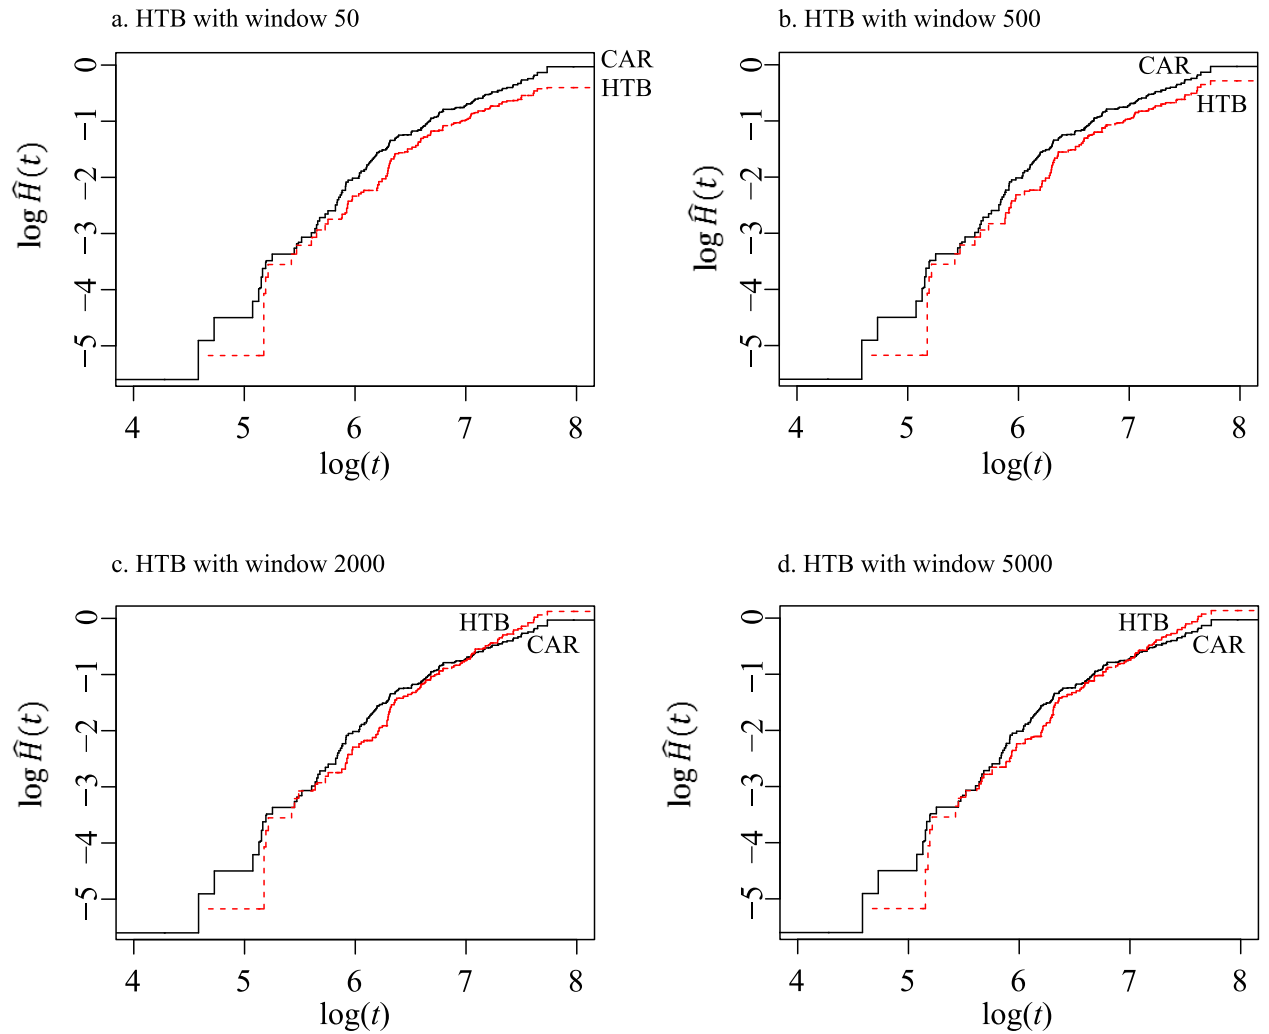 a. HTB with window 50
b. HTB with window 500
0
−1
−2
−3
−4
−5
log Ĥ(t)
CAR
HTB
4 5 6 7 8
log(t)
0
−1
−2
−3
−4
−5
log Ĥ(t)
CAR
HTB
4 5 6 7 8
log(t)
c. HTB with window 2000
d. HTB with window 5000
0
−1
−2
−3
−4
−5
log Ĥ(t)
HTB
CAR
4 5 6 7 8
log(t)
0
−1
−2
−3
−4
−5
log Ĥ(t)
HTB
CAR
4 5 6 7 8
log(t)